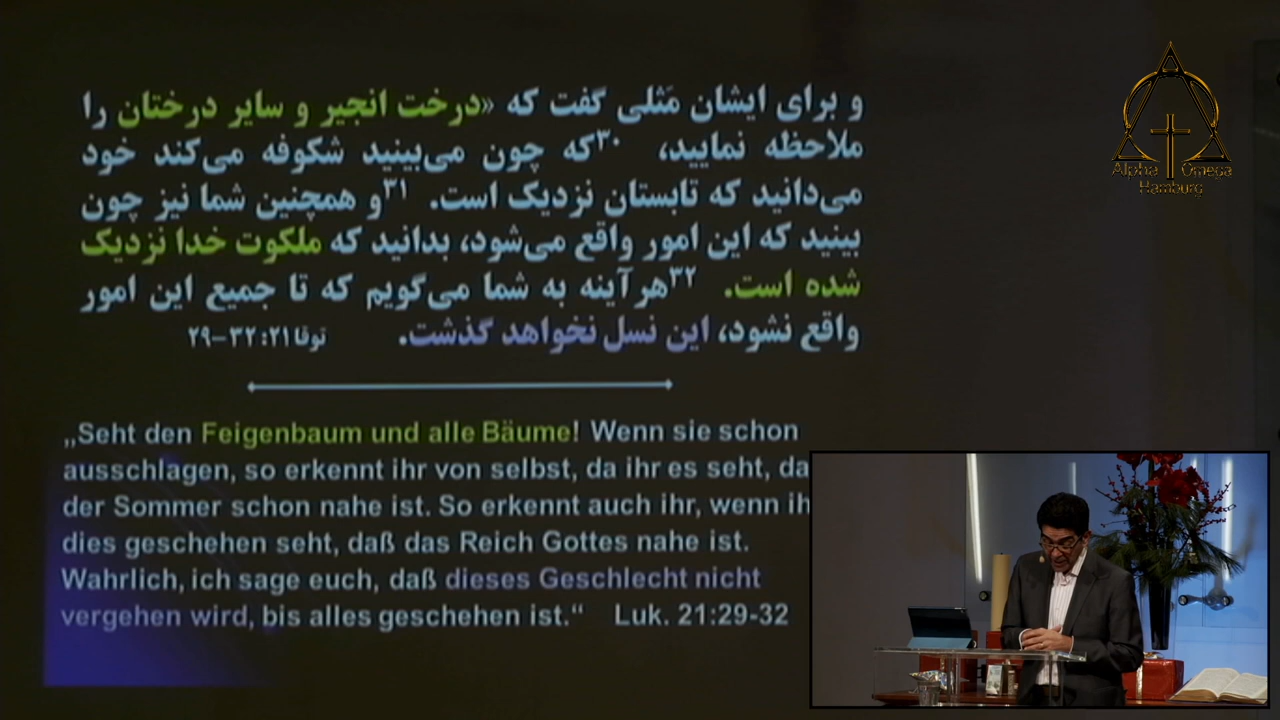 و برای ایشان مَثلی گفت که «درخت انجیر و سایر درختان را
ملاحظه نمایید، ۳۰که چون می‌بینید شکوفه می‌کند خود
می‌دانید که تابستان نزدیک است. ۳۱و همچنین شما نیز چون
بینید که این امور واقع می‌شود، بدانید که ملکوت خدا نزدیک
شده است. ۳۲هرآینه به شما می‌گویم که تا جمیع این امور
واقع نشود، این نسل نخواهد گذشت. لوقا ۲۱:۳۲–۲۹
„Seht den Feigenbaum und alle Bäume! Wenn sie schon
ausschlagen, so erkennt ihr von selbst, da ihr es seht, da
der Sommer schon nahe ist. So erkennt auch ihr, wenn ih
dies geschehen seht, daß das Reich Gottes nahe ist.
Wahrlich, ich sage euch, daß dieses Geschlecht nicht
vergehen wird, bis alles geschehen ist.“ Luk. 21:29-32
Alpha Omega
Hamburg